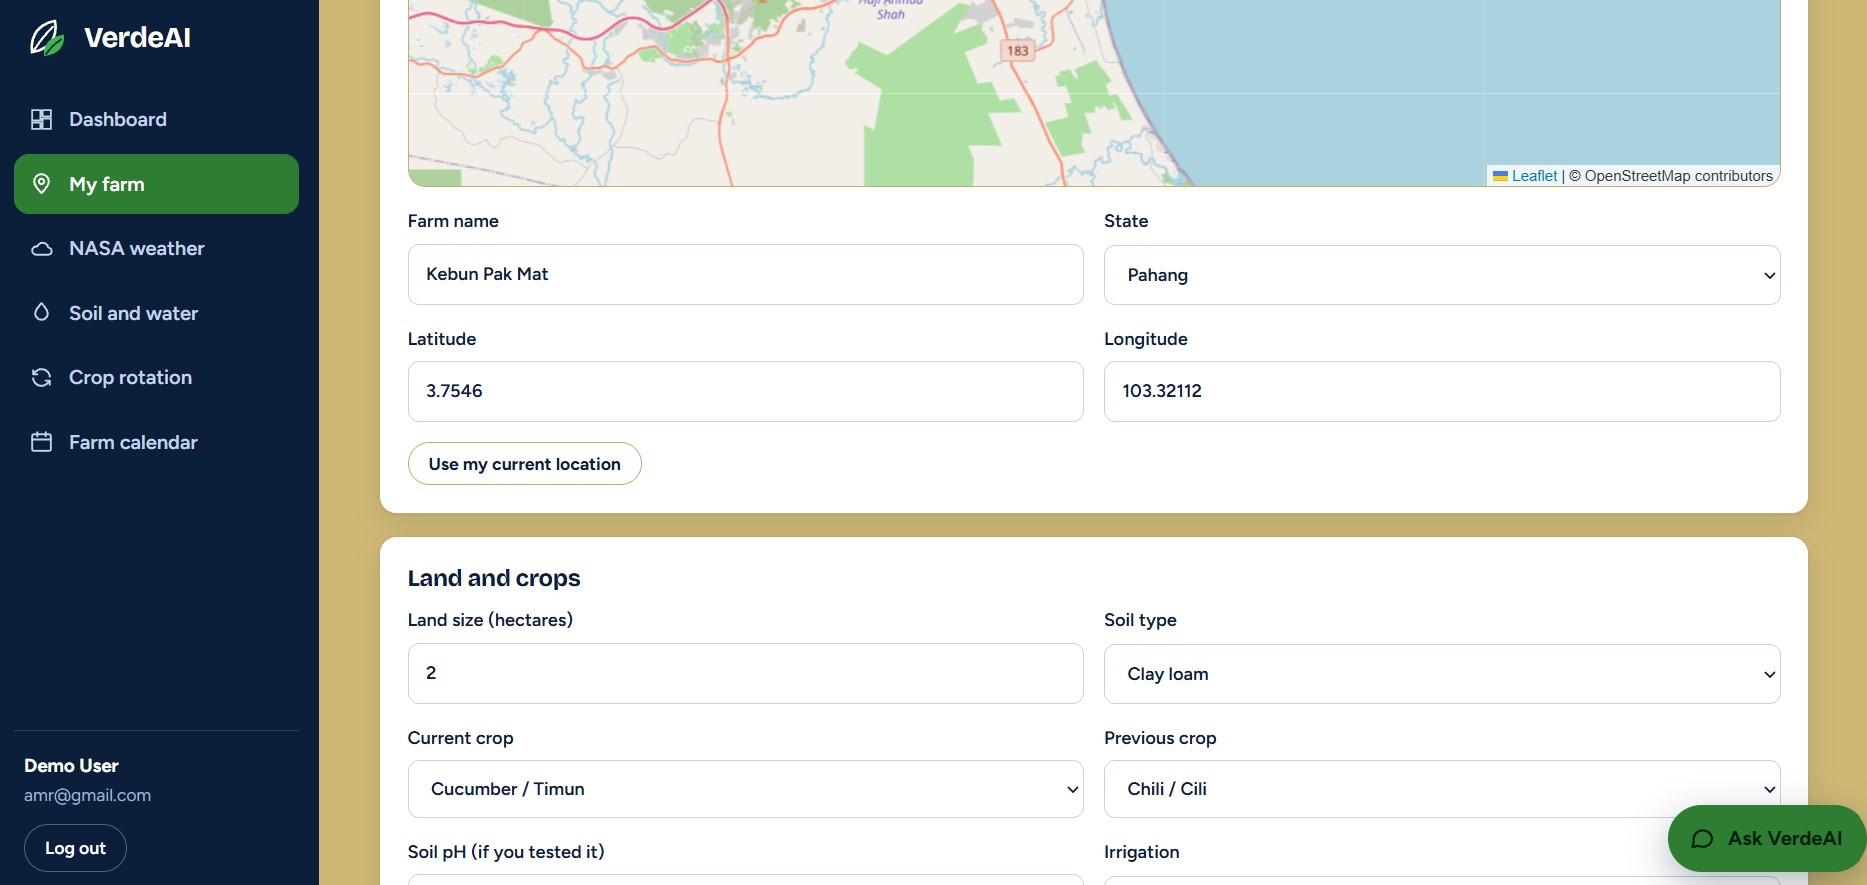 VerdeAI
Dashboard
My farm
NASA weather
Soil and water
Crop rotation
Farm calendar
Demo User
amr@gmail.com
Log out
Shah
183
Leaflet | © OpenStreetMap contributors
Farm name
State
Kebun Pak Mat
Pahang
Latitude
Longitude
3.7546
103.32112
Use my current location
Land and crops
Land size (hectares)
Soil type
2
Clay loam
Current crop
Previous crop
Cucumber / Timun
Chili / Cili
Soil pH (if you tested it)
Irrigation
Ask VerdeAI